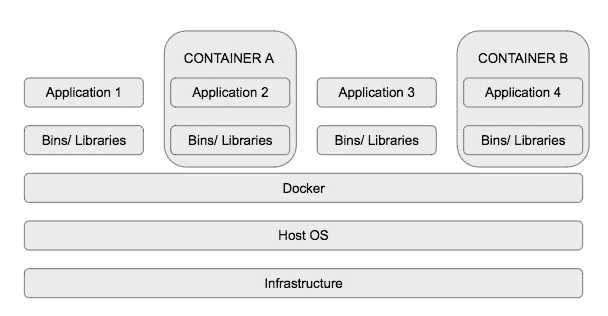 CONTAINER A
CONTAINER B
Application 1
Application 2
Application 3
Application 4
Bins/ Libraries
Bins/ Libraries
Bins/ Libraries
Bins/ Libraries
Docker
Host OS
Infrastructure